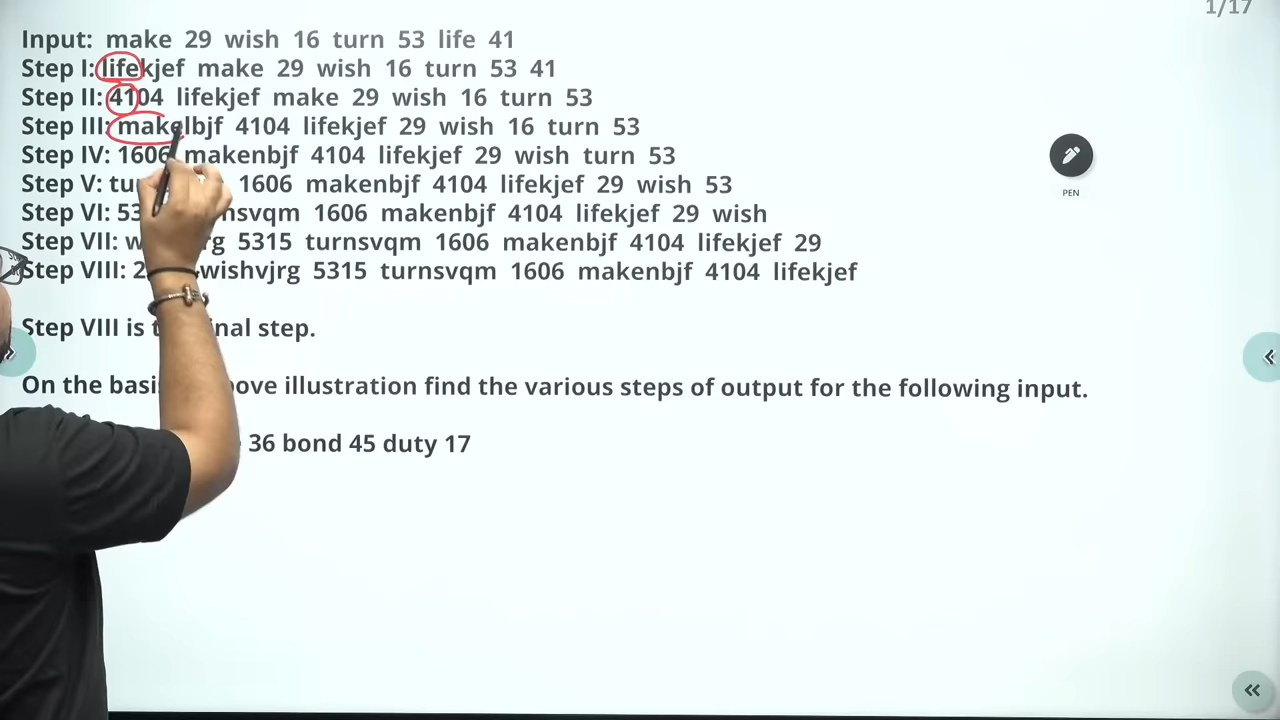 1/17
Input: make 29 wish 16 turn 53 life 41
Step I: lifekjef make 29 wish 16 turn 53 41
Step II: 4104 lifekjef make 29 wish 16 turn 53
Step III: makelbjf 4104 lifekjef 29 wish 16 turn 53
Step IV: 1606 makenbjf 4104 lifekjef 29 wish turn 53
Step V: 1606 makenbjf 4104 lifekjef 29 wish 53
Step VI: 1606 makenbjf 4104 lifekjef 29 wish
Step VII: 5315 turnsvqm 1606 makenbjf 4104 lifekjef 29
Step VIII: wishvjrg 5315 turnsvqm 1606 makenbjf 4104 lifekjef
Step VIII is step.
On the illustration find the various steps of output for the following input.
36 bond 45 duty 17
PEN